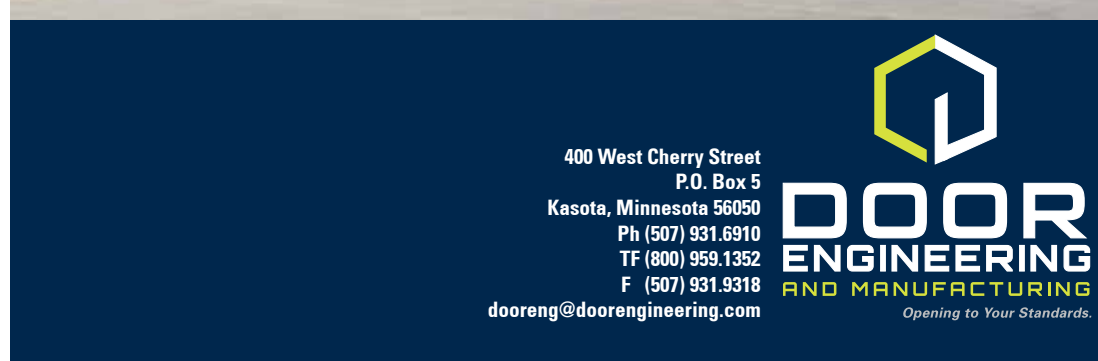 400 West Cherry Street
P.O. Box 5
Kasota, Minnesota 56050
Ph (507) 931.6910
TF (800) 959.1352
F (507) 931.9318
dooreng@doorengineering.com
DOOR
ENGINEERING
AND MANUFACTURING
Opening to Your Standards.